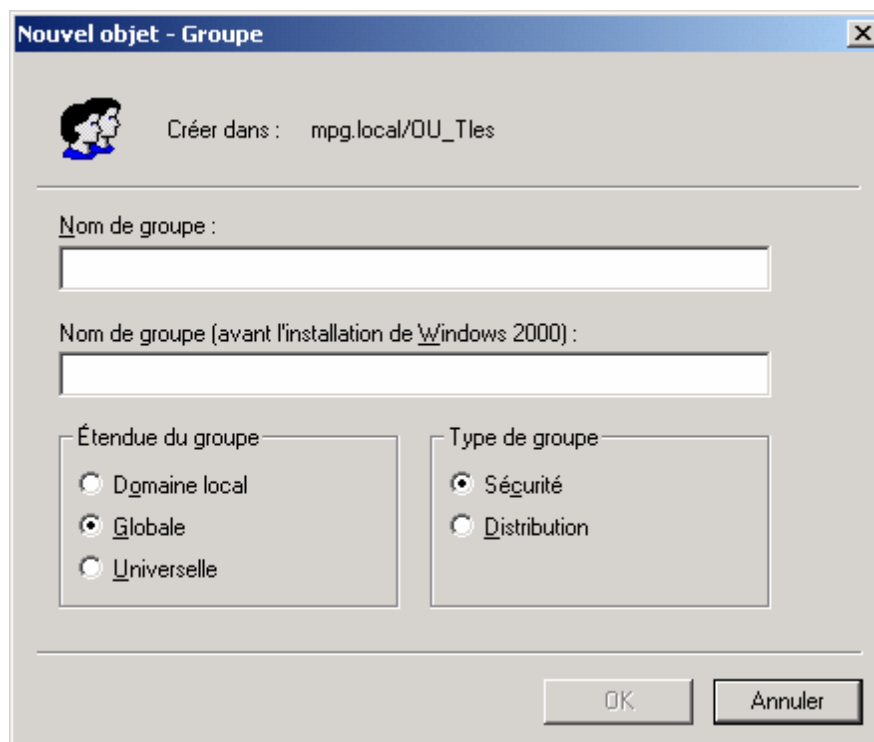 Nouvel objet - Groupe
Créer dans : mpg.local/OU_Tles
Nom de groupe :
Nom de groupe (avant l'installation de Windows 2000) :
Étendue du groupe
Domaine local
Globale
Universelle
Type de groupe
Sécurité
Distribution
OK
Annuler